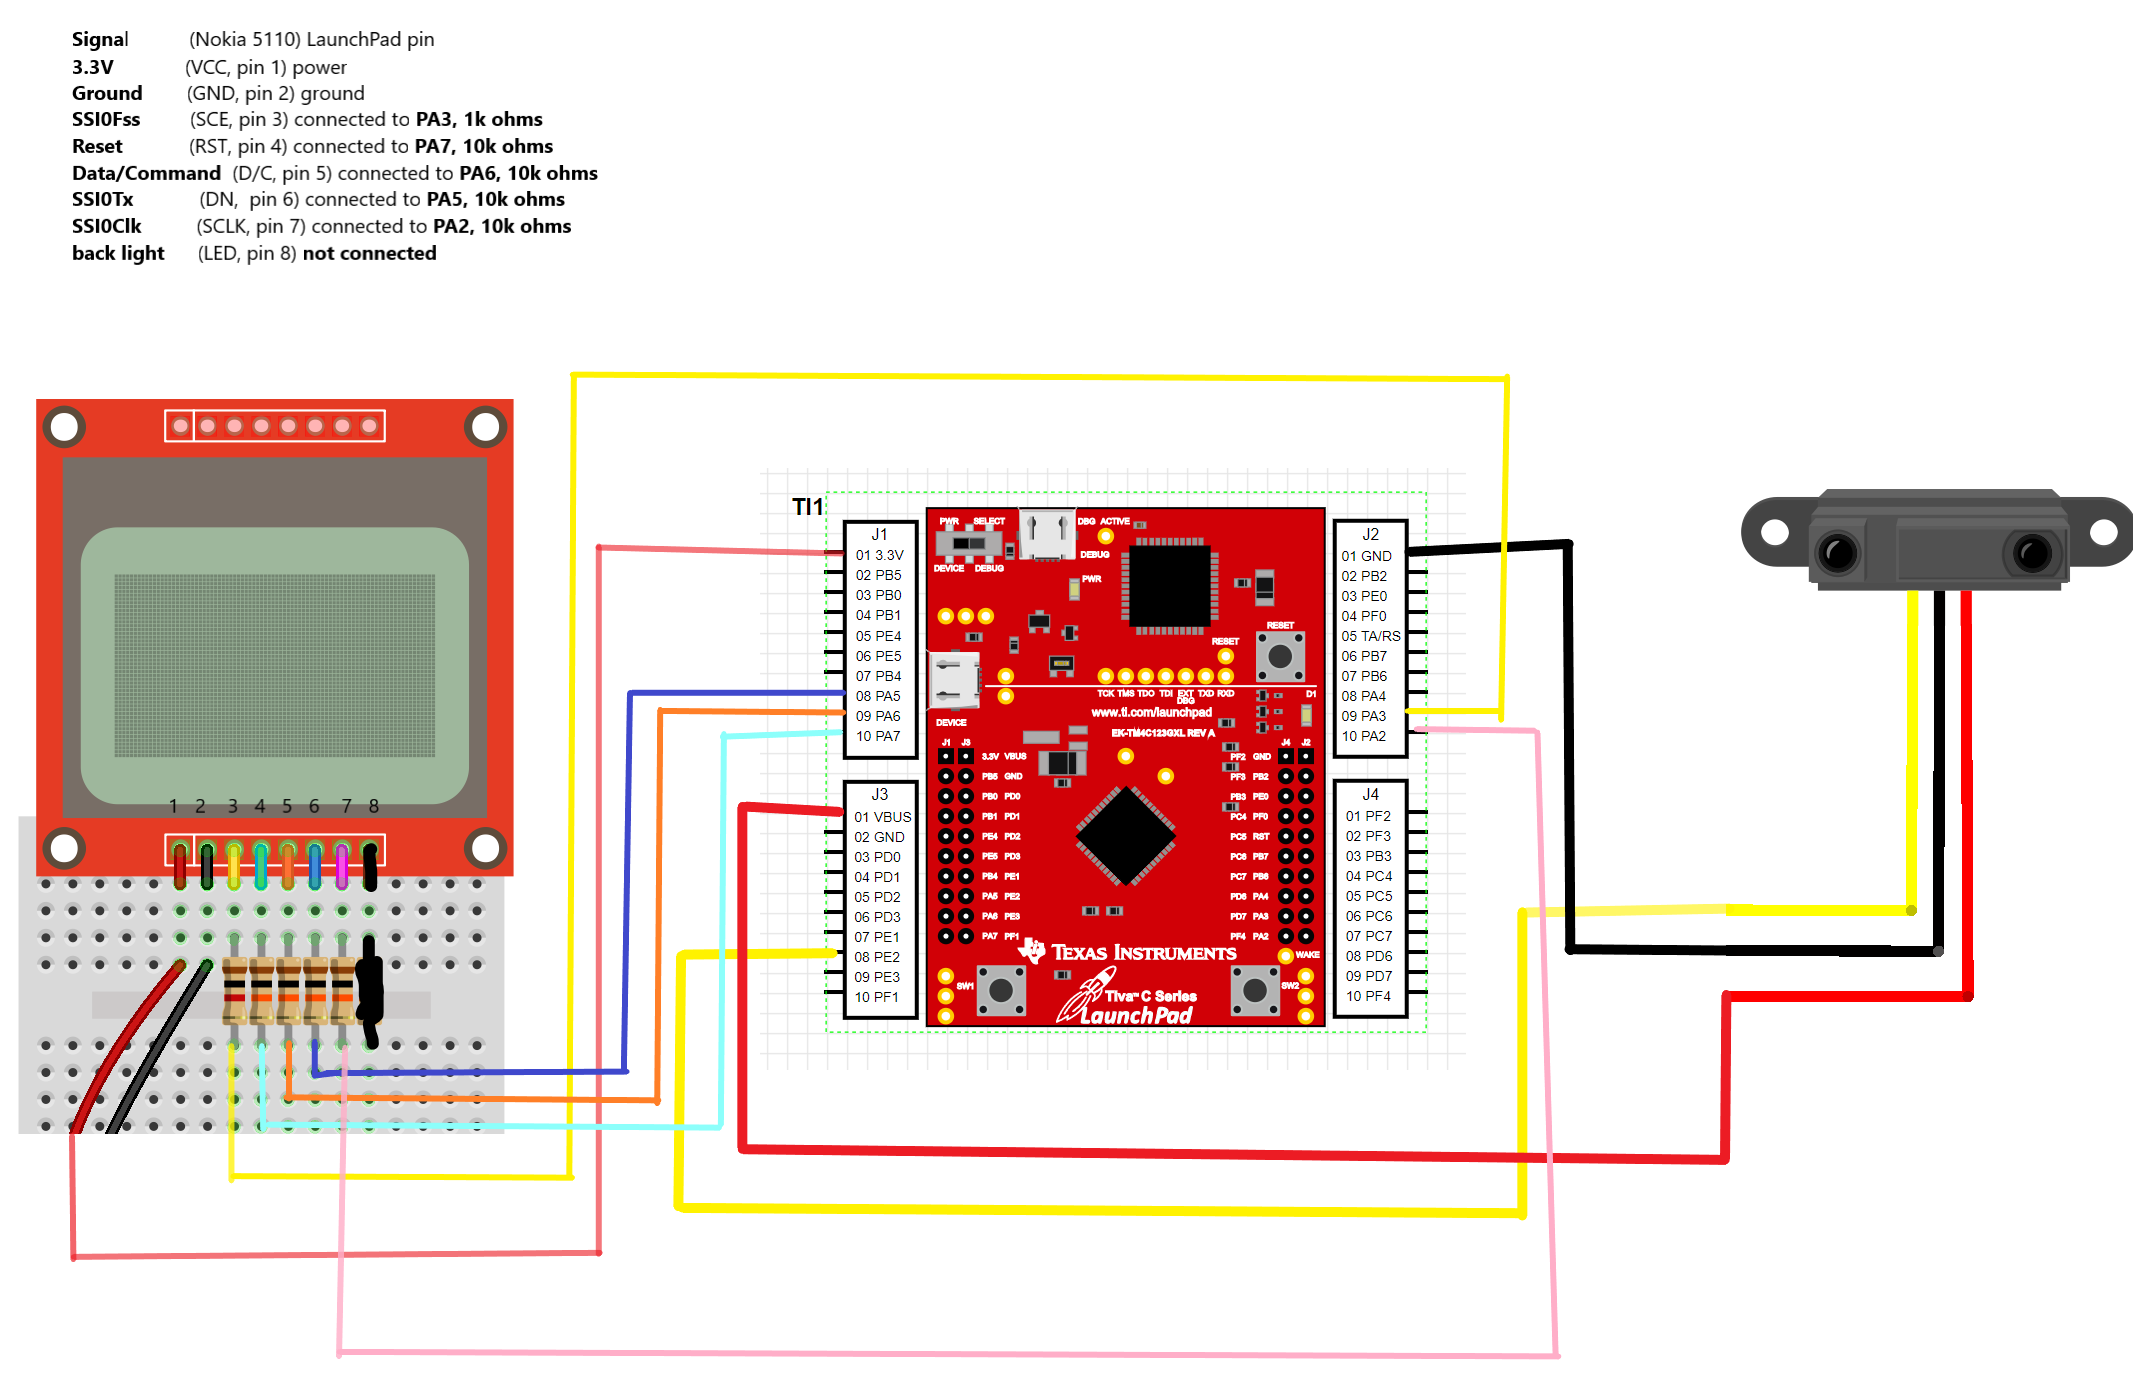 Signal (Nokia 5110) LaunchPad pin
3.3V (VCC, pin 1) power
Ground (GND, pin 2) ground
SSI0Fss (SCE, pin 3) connected to PA3, 1k ohms
Reset (RST, pin 4) connected to PA7, 10k ohms
Data/Command (D/C, pin 5) connected to PA6, 10k ohms
SSI0Tx (DN, pin 6) connected to PA5, 10k ohms
SSI0Clk (SCLK, pin 7) connected to PA2, 10k ohms
back light (LED, pin 8) not connected
1 2 3 4 5 6 7 8
TI1
J1
01 3.3V
02 PB5
03 PB0
04 PB1
05 PE4
06 PE5
07 PB4
08 PA5
09 PA6
10 PA7
J3
01 VBUS
02 GND
03 PD0
04 PD1
05 PD2
06 PD3
07 PE1
08 PE2
09 PE3
10 PF1
PWR SELECT
DEVICE DEBUG
DBG ACTIVE
DEBUG
PWR
RESET
RESET
TCK TMS TDO TDI EXT TXD RXD
DBG
D1
www.ti.com/launchpad
DEVICE
EK-TM4C123GXL REV A
J1 J3
3.3V VBUS
PB5 GND
PB0 PD0
PB1 PD1
PE4 PD2
PE5 PD3
PB4 PE1
PA5 PE2
PA6 PE3
PA7 PF1
J4 J2
PF2 GND
PF3 PB2
PB3 PE0
PC4 PF0
PC5 RST
PC6 PB7
PC7 PB6
PD6 PA4
PD7 PA3
PF4 PA2
TEXAS INSTRUMENTS
WAKE
SW1
SW2
Tiva™ C Series
LaunchPad
J2
01 GND
02 PB2
03 PE0
04 PF0
05 TA/RS
06 PB7
07 PB6
08 PA4
09 PA3
10 PA2
J4
01 PF2
02 PF3
03 PB3
04 PC4
05 PC5
06 PC6
07 PC7
08 PD6
09 PD7
10 PF4